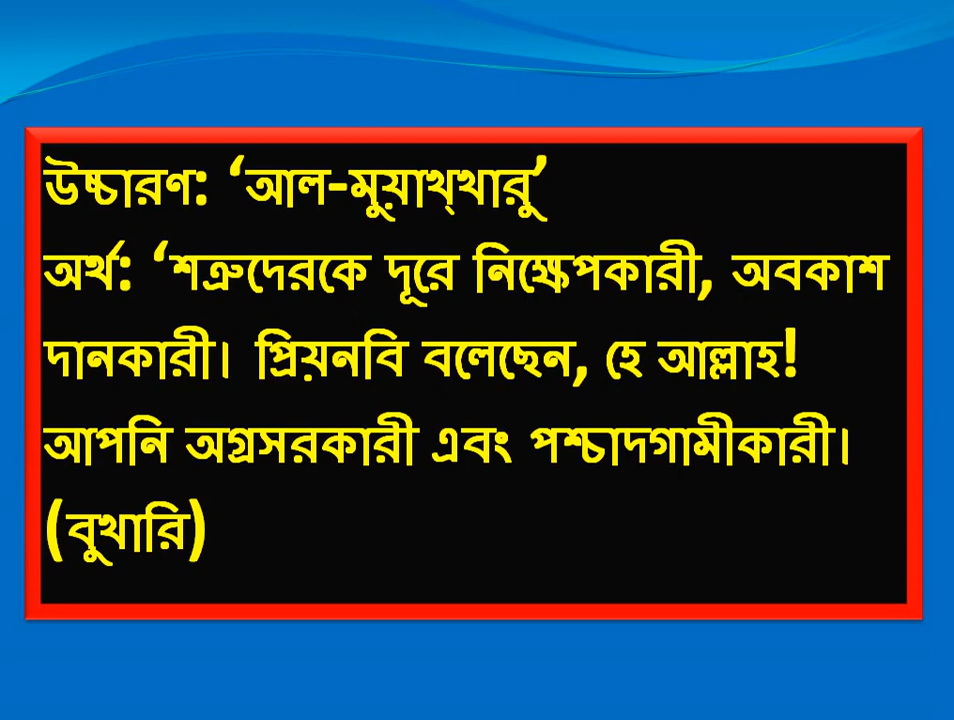 উচ্চারণ: ‘আল-মুয়াখ্খারু’
অর্থ: ‘শত্রুদেরকে দূরে নিক্ষেপকারী, অবকাশ
দানকারী। প্রিয়নবি বলেছেন, হে আল্লাহ!
আপনি অগ্রসরকারী এবং পশ্চাদগামীকারী।
(বুখারি)